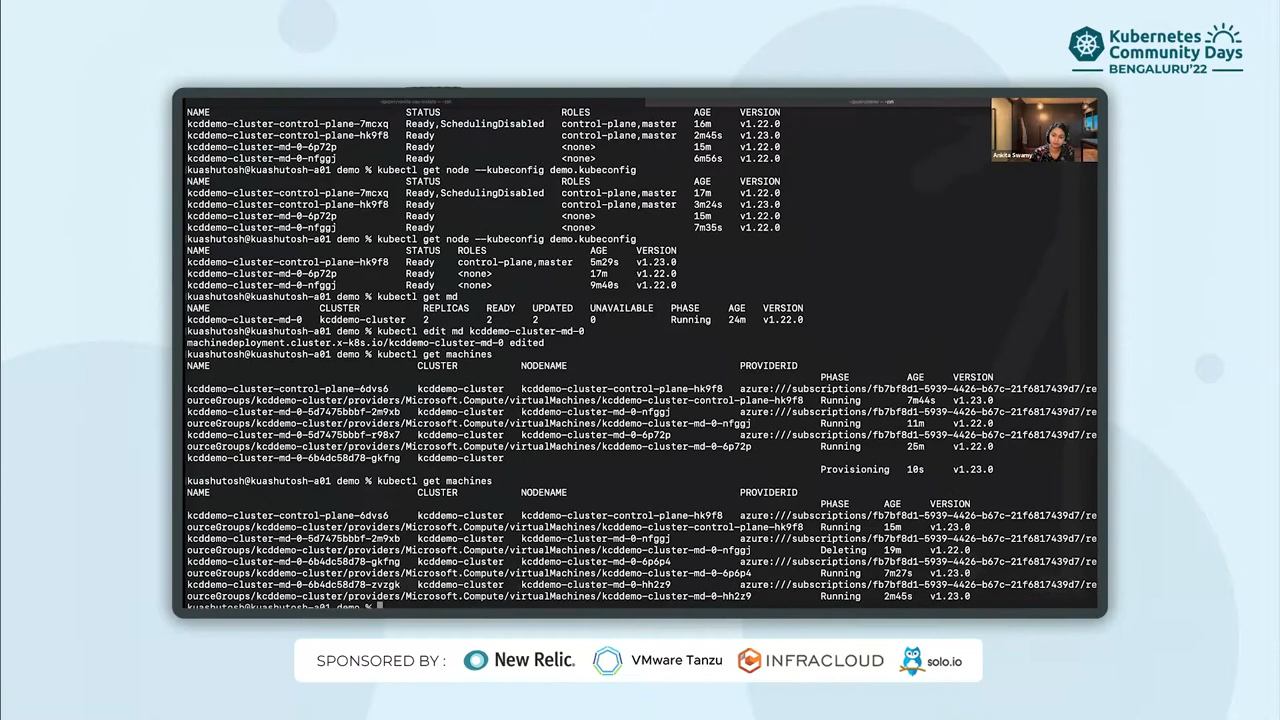 Kubernetes
Community Days
BENGALURU'22
NAME STATUS ROLES AGE VERSION
kcddemo-cluster-control-plane-7mcxq Ready,SchedulingDisabled control-plane,master 16m v1.22.0
kcddemo-cluster-control-plane-hk9f8 Ready control-plane,master 2m45s v1.23.0
kcddemo-cluster-md-0-6p72p Ready <none> 15m v1.22.0
kcddemo-cluster-md-0-nfggj Ready <none> 6m56s v1.22.0
kuashutosh@kuashutosh-a01 demo % kubectl get node --kubeconfig demo.kubeconfig
NAME STATUS ROLES AGE VERSION
kcddemo-cluster-control-plane-7mcxq Ready,SchedulingDisabled control-plane,master 17m v1.22.0
kcddemo-cluster-control-plane-hk9f8 Ready control-plane,master 3m24s v1.23.0
kcddemo-cluster-md-0-6p72p Ready <none> 15m v1.22.0
kcddemo-cluster-md-0-nfggj Ready <none> 7m35s v1.22.0
kuashutosh@kuashutosh-a01 demo % kubectl get node --kubeconfig demo.kubeconfig
NAME STATUS ROLES AGE VERSION
kcddemo-cluster-control-plane-hk9f8 Ready control-plane,master 5m29s v1.23.0
kcddemo-cluster-md-0-6p72p Ready <none> 17m v1.22.0
kcddemo-cluster-md-0-nfggj Ready <none> 9m40s v1.22.0
kuashutosh@kuashutosh-a01 demo % kubectl get md
NAME CLUSTER REPLICAS READY UPDATED UNAVAILABLE PHASE AGE VERSION
kcddemo-cluster-md-0 kcddemo-cluster 2 2 2 0 Running 24m v1.22.0
kuashutosh@kuashutosh-a01 demo % kubectl edit md kcddemo-cluster-md-0
machinedeployment.cluster.x-k8s.io/kcddemo-cluster-md-0 edited
kuashutosh@kuashutosh-a01 demo % kubectl get machines
NAME CLUSTER NODENAME PROVIDERID
PHASE AGE VERSION
kcddemo-cluster-control-plane-6dvs6 kcddemo-cluster kcddemo-cluster-control-plane-hk9f8 azure:///subscriptions/fb7bf8d1-5939-4426-b67c-21f6817439d7/re
ourceGroups/kcddemo-cluster/providers/Microsoft.Compute/virtualMachines/kcddemo-cluster-control-plane-hk9f8 Running 7m44s v1.23.0
kcddemo-cluster-md-0-5d7475bbbf-2m9xb kcddemo-cluster kcddemo-cluster-md-0-nfggj azure:///subscriptions/fb7bf8d1-5939-4426-b67c-21f6817439d7/re
ourceGroups/kcddemo-cluster/providers/Microsoft.Compute/virtualMachines/kcddemo-cluster-md-0-nfggj Running 11m v1.22.0
kcddemo-cluster-md-0-5d7475bbbf-r98x7 kcddemo-cluster kcddemo-cluster-md-0-6p72p azure:///subscriptions/fb7bf8d1-5939-4426-b67c-21f6817439d7/re
ourceGroups/kcddemo-cluster/providers/Microsoft.Compute/virtualMachines/kcddemo-cluster-md-0-6p72p Running 25m v1.22.0
kcddemo-cluster-md-0-6b4dc58d78-gkfng kcddemo-cluster
Provisioning 10s v1.23.0
kuashutosh@kuashutosh-a01 demo % kubectl get machines
NAME CLUSTER NODENAME PROVIDERID
PHASE AGE VERSION
kcddemo-cluster-control-plane-6dvs6 kcddemo-cluster kcddemo-cluster-control-plane-hk9f8 azure:///subscriptions/fb7bf8d1-5939-4426-b67c-21f6817439d7/re
ourceGroups/kcddemo-cluster/providers/Microsoft.Compute/virtualMachines/kcddemo-cluster-control-plane-hk9f8 Running 15m v1.23.0
kcddemo-cluster-md-0-5d7475bbbf-2m9xb kcddemo-cluster kcddemo-cluster-md-0-nfggj azure:///subscriptions/fb7bf8d1-5939-4426-b67c-21f6817439d7/re
ourceGroups/kcddemo-cluster/providers/Microsoft.Compute/virtualMachines/kcddemo-cluster-md-0-nfggj Deleting 19m v1.22.0
kcddemo-cluster-md-0-6b4dc58d78-gkfng kcddemo-cluster kcddemo-cluster-md-0-6p6p4 azure:///subscriptions/fb7bf8d1-5939-4426-b67c-21f6817439d7/re
ourceGroups/kcddemo-cluster/providers/Microsoft.Compute/virtualMachines/kcddemo-cluster-md-0-6p6p4 Running 7m27s v1.23.0
kcddemo-cluster-md-0-6b4dc58d78-zvzgk kcddemo-cluster kcddemo-cluster-md-0-hh2z9 azure:///subscriptions/fb7bf8d1-5939-4426-b67c-21f6817439d7/re
ourceGroups/kcddemo-cluster/providers/Microsoft.Compute/virtualMachines/kcddemo-cluster-md-0-hh2z9 Running 2m45s v1.23.0
kuashutosh@kuashutosh-a01 demo %
Ankita Swamy
SPONSORED BY : New Relic. VMware Tanzu INFRACLOUD solo.io